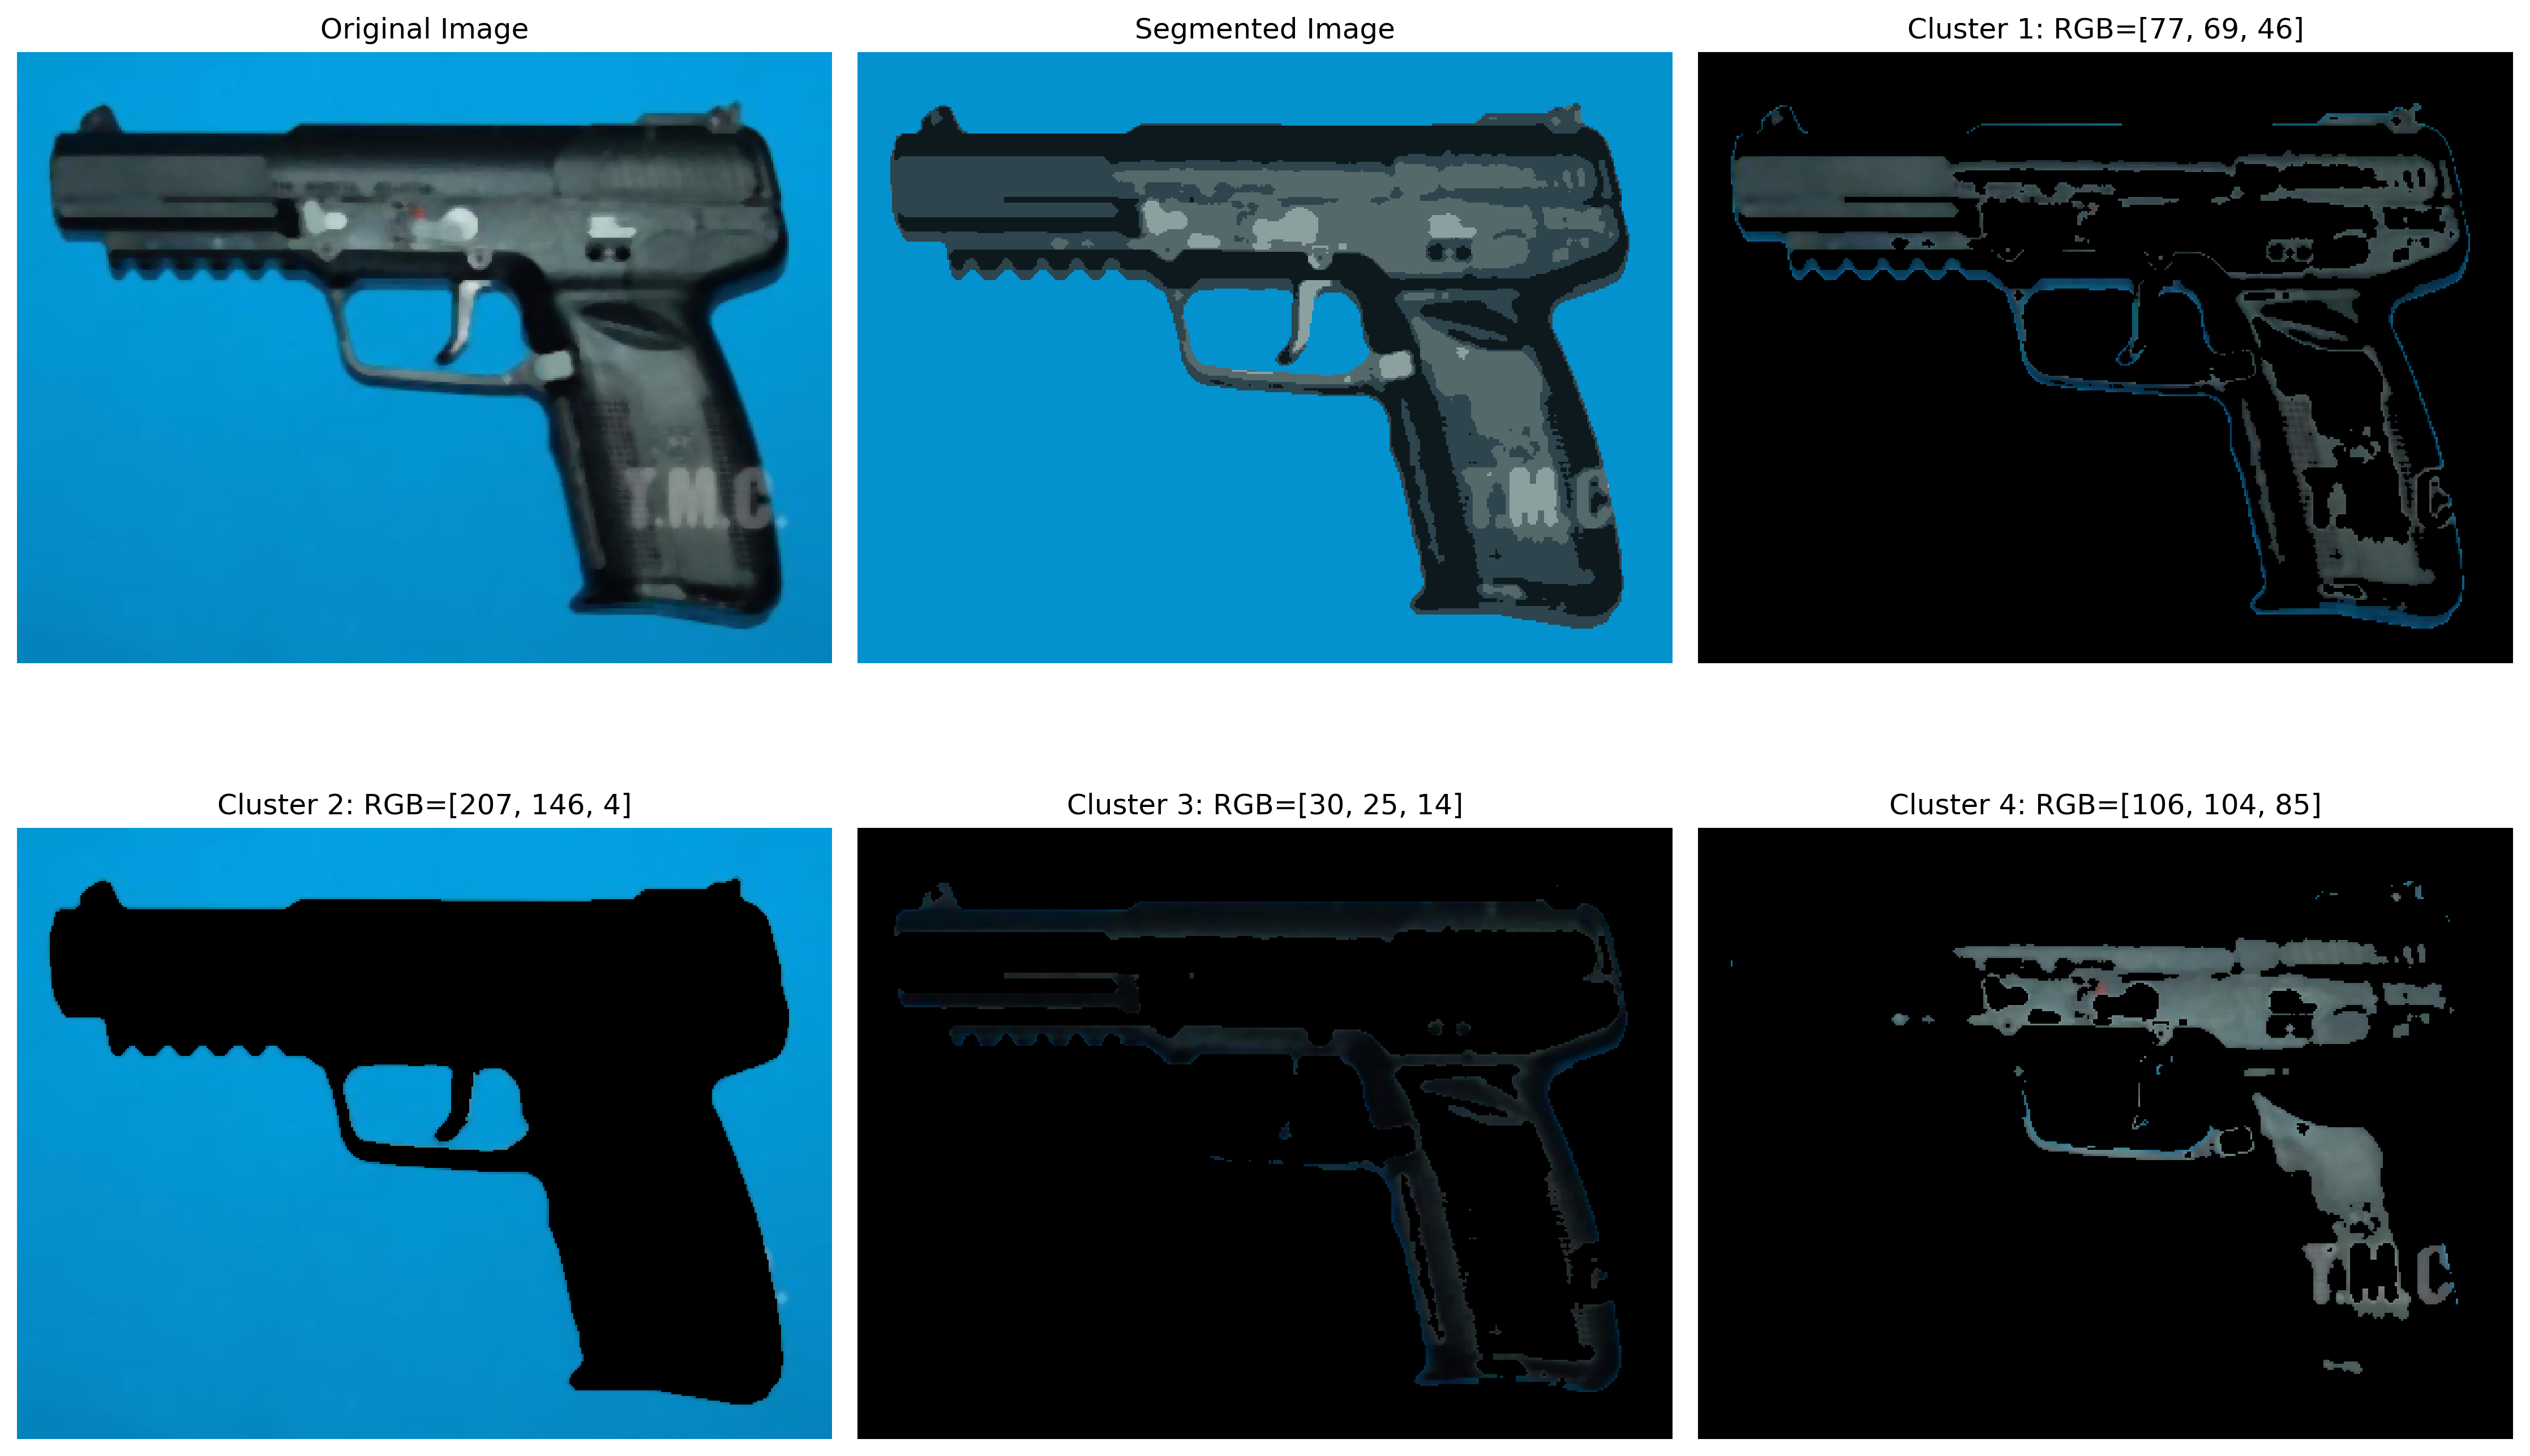 Original Image
Segmented Image
Cluster 1: RGB=[77, 69, 46]
T.M.C.
T.M.C
Cluster 2: RGB=[207, 146, 4]
Cluster 3: RGB=[30, 25, 14]
Cluster 4: RGB=[106, 104, 85]
T.M.C